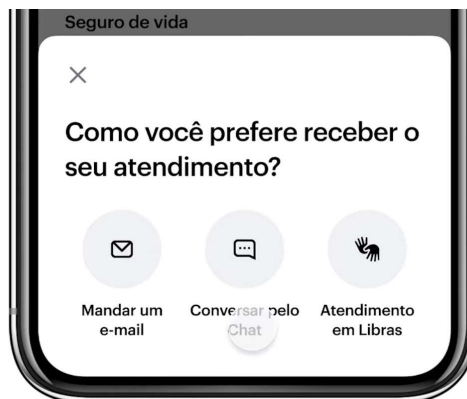 Seguro de vida
Como você prefere receber o
seu atendimento?
Mandar um
e-mail
Conversar pelo
Chat
Atendimento
em Libras